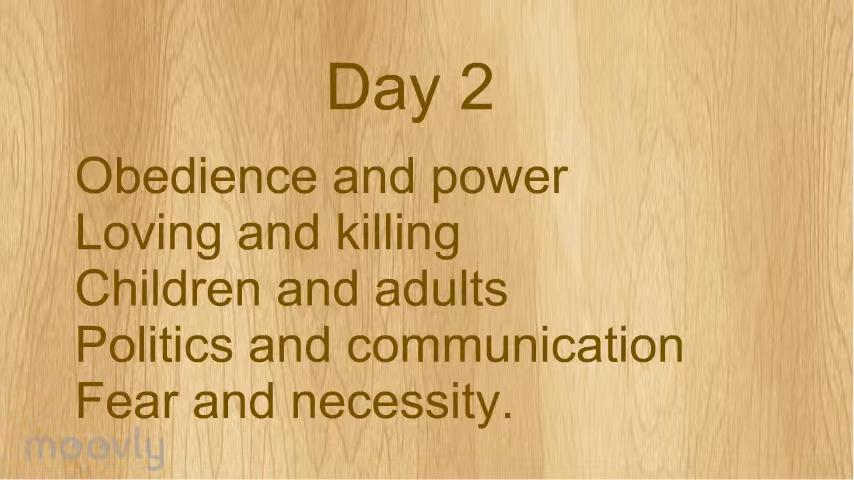 Day 2
Obedience and power
Loving and killing
Children and adults
Politics and communication
Fear and necessity.
moovly